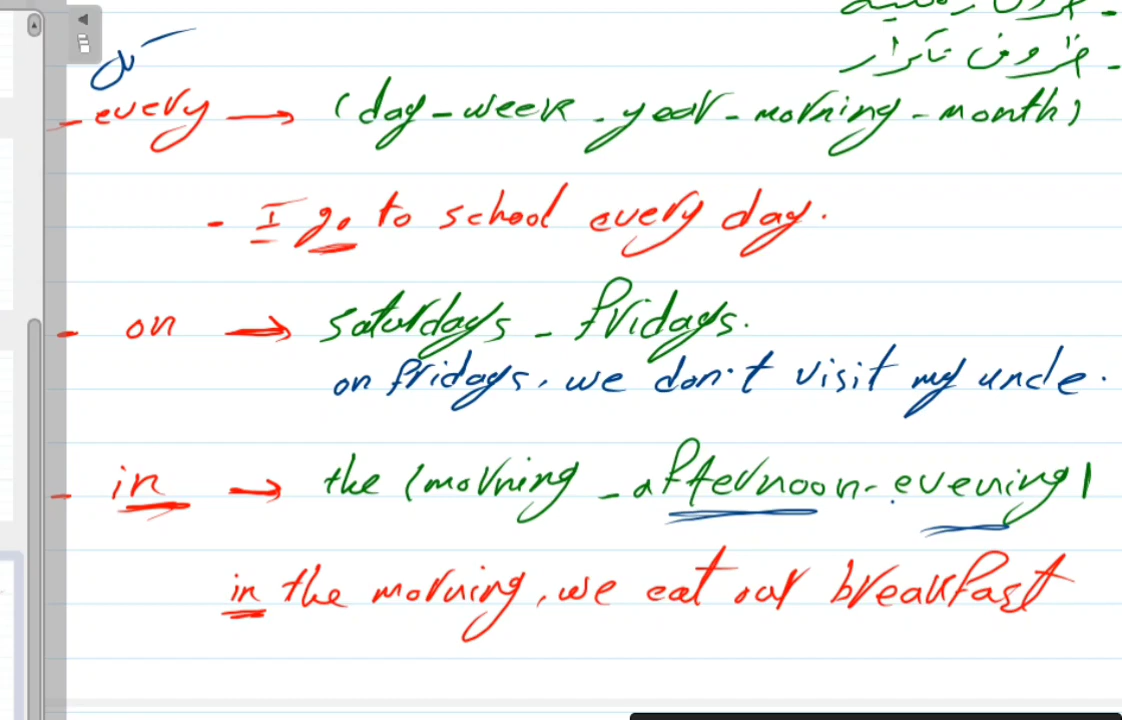 - ظروف تكرار
كل
- every → (day - week - year - morning - month)
- I go to school every day.
- on → saturdays - fridays.
on fridays, we don't visit my uncle.
- in → the (morning - afternoon - evening)
in the morning, we eat our breakfast